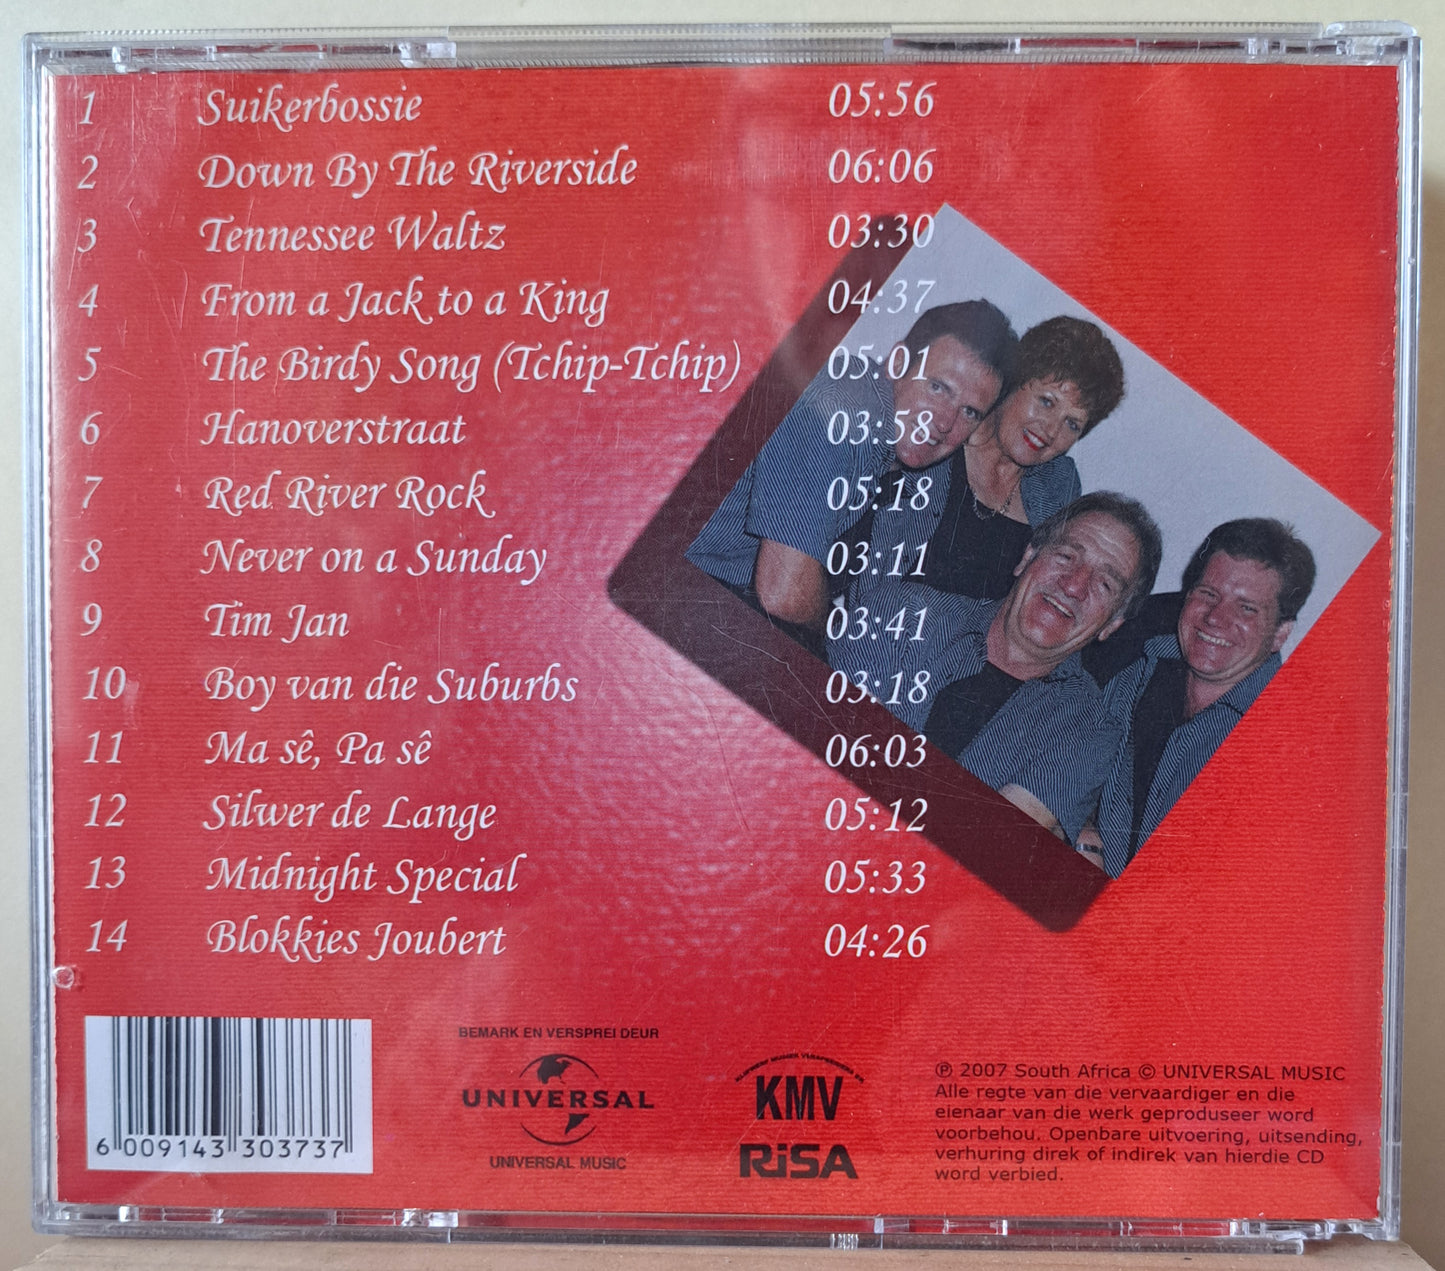 1 Suikerbossie 05:56
2 Down By The Riverside 06:06
3 Tennessee Waltz 03:30
4 From a Jack to a King 04:37
5 The Birdy Song (Tchip-Tchip) 05:01
6 Hanoverstraat 03:58
7 Red River Rock 05:18
8 Never on a Sunday 03:11
9 Tim Jan 03:41
10 Boy van die Suburbs 03:18
11 Ma sê, Pa sê 06:03
12 Silwer de Lange 05:12
13 Midnight Special 05:33
14 Blokkies Joubert 04:26
6 009143 303737
BEMARK EN VERSPREI DEUR
UNIVERSAL
UNIVERSAL MUSIC
KMV
RiSA
℗ 2007 South Africa © UNIVERSAL MUSIC
Alle regte van die vervaardiger en die
eienaar van die werk geproduseer word
voorbehou. Openbare uitvoering, uitsending,
verhuring direk of indirek van hierdie CD
word verbied.